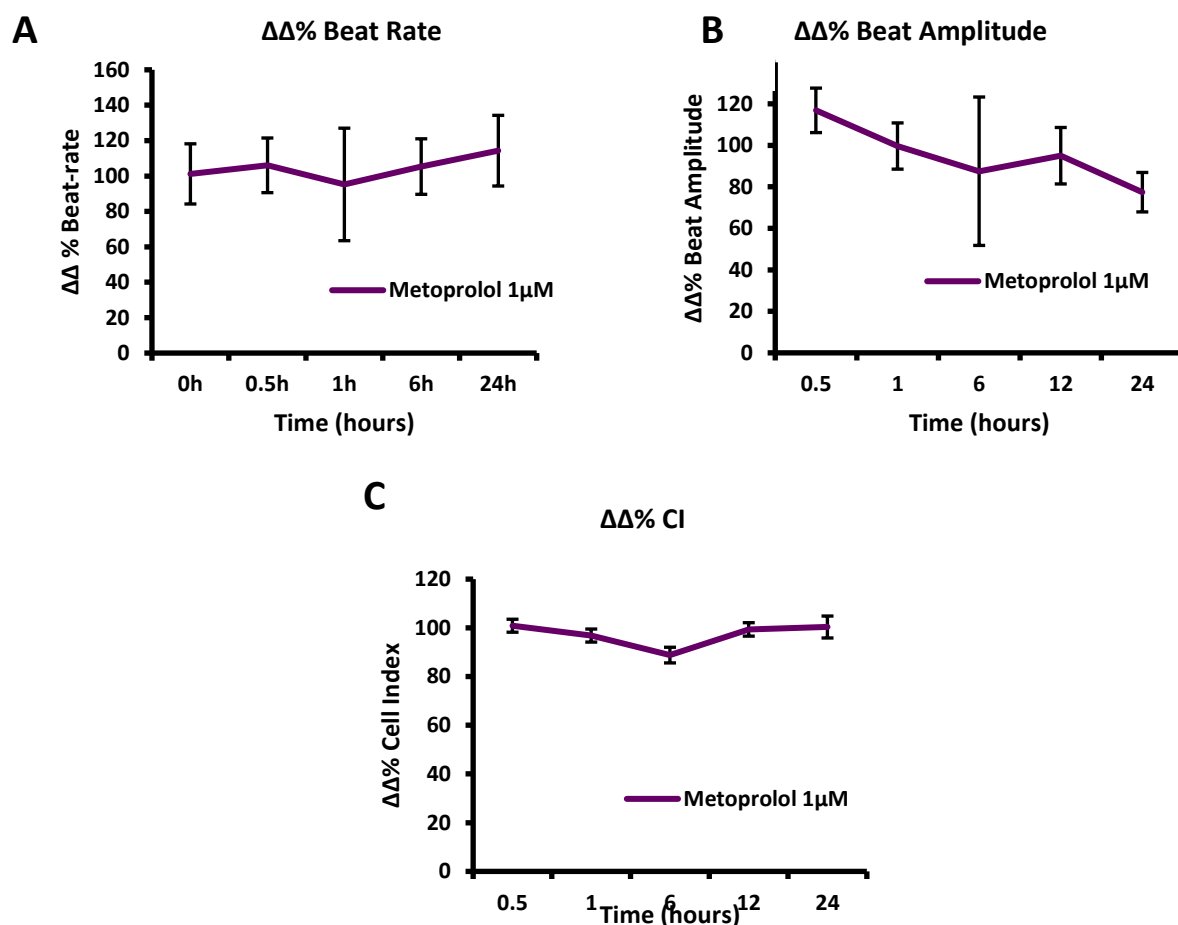 A
ΔΔ% Beat Rate
ΔΔ % Beat-rate
160
140
120
100
80
60
40
20
0
Metoprolol 1μM
0h 0.5h 1h 6h 24h
Time (hours)
B
ΔΔ% Beat Amplitude
ΔΔ% Beat Amplitude
120
100
80
60
40
20
0
Metoprolol 1μM
0.5 1 6 12 24
Time (hours)
C
ΔΔ% CI
ΔΔ% Cell Index
120
100
80
60
40
20
0
Metoprolol 1μM
0.5 1 6 12 24
Time (hours)